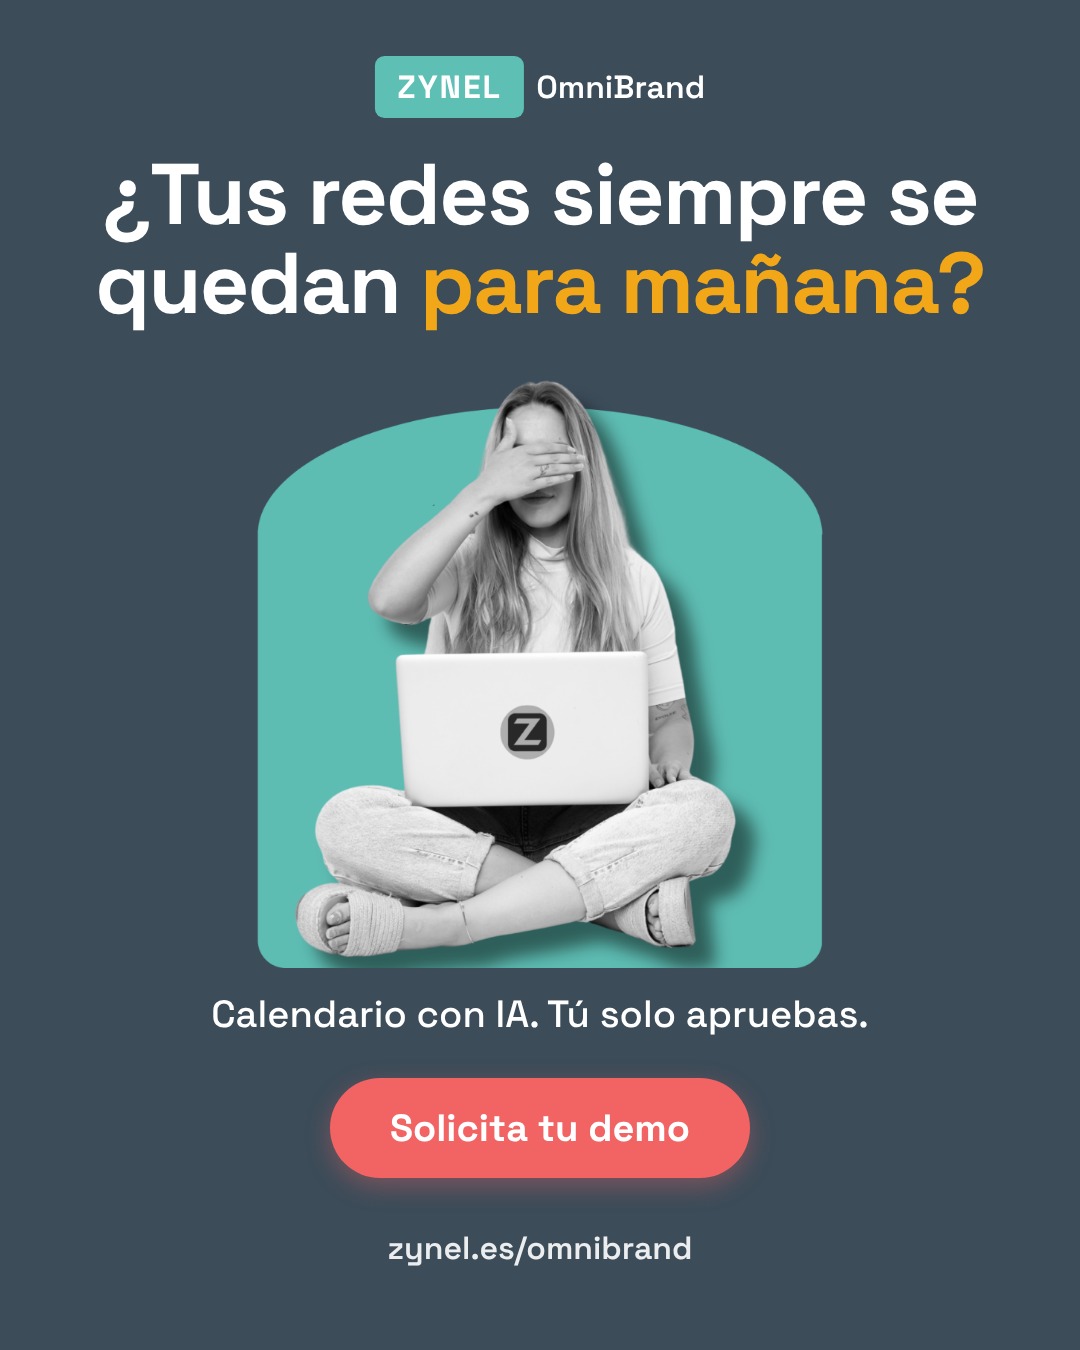 ZYNEL OmniBrand
¿Tus redes siempre se
quedan para mañana?
Z
Calendario con IA. Tú solo apruebas.
Solicita tu demo
zynel.es/omnibrand